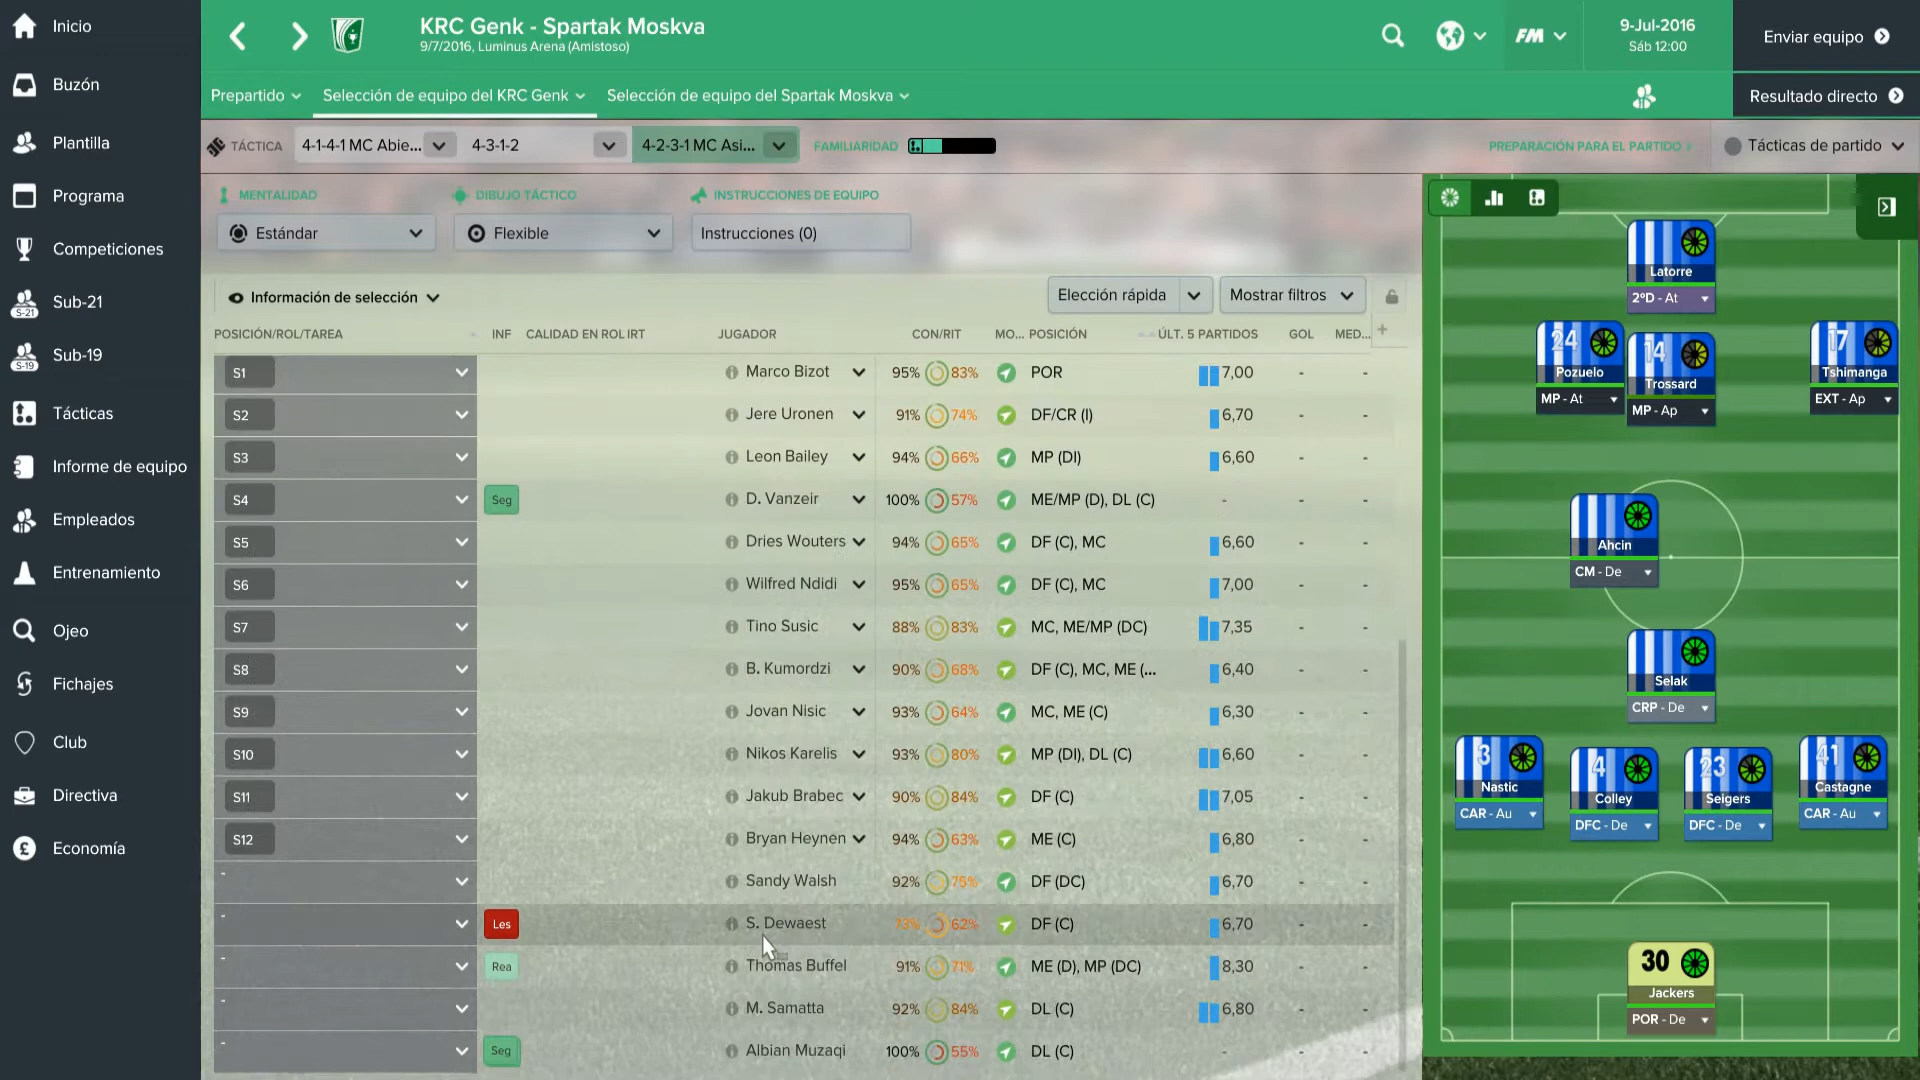 Inicio
Buzón
Plantilla
Programa
Competiciones
S-21
Sub-21
S-19
Sub-19
Tácticas
Informe de equipo
Empleados
Entrenamiento
Ojeo
Fichajes
Club
Directiva
Economía
KRC Genk - Spartak Moskva
9/7/2016, Luminus Arena (Amistoso)
FM
9-Jul-2016
Sáb 12:00
Enviar equipo
Prepartido
Selección de equipo del KRC Genk
Selección de equipo del Spartak Moskva
Resultado directo
TÁCTICA
4-1-4-1 MC Abie...
4-3-1-2
4-2-3-1 MC Asi...
FAMILIARIDAD
PREPARACIÓN PARA EL PARTIDO
Tácticas de partido
MENTALIDAD
DIBUJO TÁCTICO
INSTRUCCIONES DE EQUIPO
Estándar
Flexible
Instrucciones (0)
Información de selección
Elección rápida
Mostrar filtros
POSICIÓN/ROL/TAREA INF CALIDAD EN ROL IRT JUGADOR CON/RIT MO... POSICIÓN ÚLT. 5 PARTIDOS GOL MED...
S1 Marco Bizot 95% 83% POR 7,00 - -
S2 Jere Uronen 91% 74% DF/CR (I) 6,70 - -
S3 Leon Bailey 94% 66% MP (DI) 6,60 - -
S4 Seg D. Vanzeir 100% 57% ME/MP (D), DL (C) - - -
S5 Dries Wouters 94% 65% DF (C), MC 6,60 - -
S6 Wilfred Ndidi 95% 65% DF (C), MC 7,00 - -
S7 Tino Susic 88% 83% MC, ME/MP (DC) 7,35 - -
S8 B. Kumordzi 90% 68% DF (C), MC, ME (... 6,40 - -
S9 Jovan Nisic 93% 64% MC, ME (C) 6,30 - -
S10 Nikos Karelis 93% 80% MP (DI), DL (C) 6,60 - -
S11 Jakub Brabec 90% 84% DF (C) 7,05 - -
S12 Bryan Heynen 94% 63% ME (C) 6,80 - -
- Sandy Walsh 92% 75% DF (DC) 6,70 - -
- Les S. Dewaest 73% 62% DF (C) 6,70 - -
- Rea Thomas Buffel 91% 71% ME (D), MP (DC) 8,30 - -
- M. Samatta 92% 84% DL (C) 6,80 - -
- Seg Albian Muzaqi 100% 55% DL (C) - - -
Latorre
2ºD - At
24
Pozuelo
MP - At
14
Trossard
MP - Ap
17
Tshimanga
EXT - Ap
Ahcin
CM - De
Selak
CRP - De
3
Nastic
CAR - Au
4
Colley
DFC - De
23
Seigers
DFC - De
41
Castagne
CAR - Au
30
Jackers
POR - De